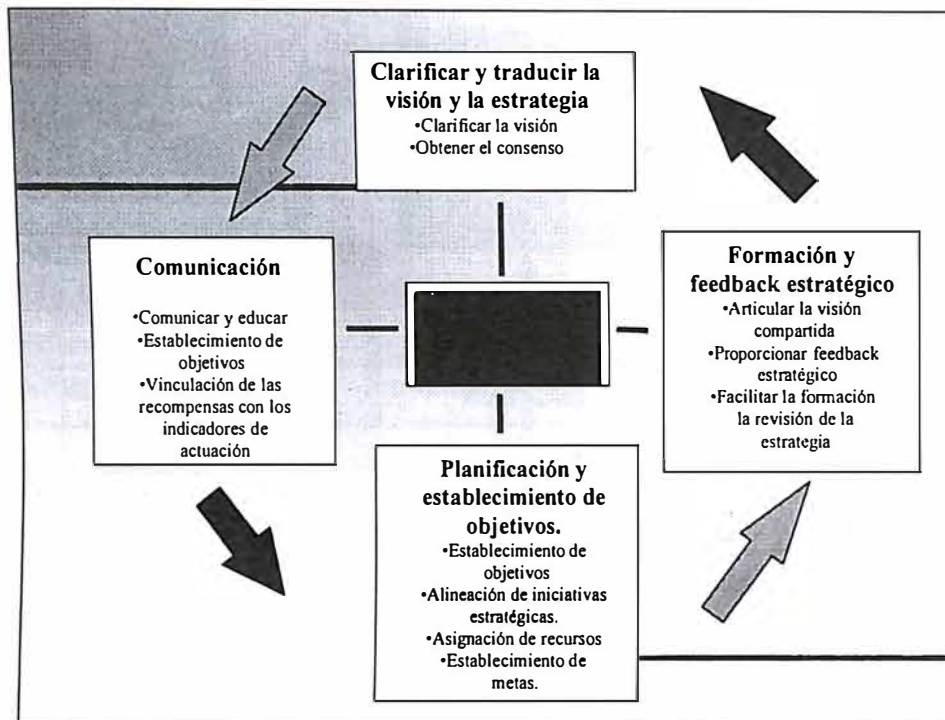 Clarificar y traducir la
visión y la estrategia
•Clarificar la visión
•Obtener el consenso
Comunicación
•Comunicar y educar
•Establecimiento de
objetivos
•Vinculación de las
recompensas con los
indicadores de
actuación
Formación y
feedback estratégico
•Articular la visión
compartida
•Proporcionar feedback
estratégico
•Facilitar la formación
la revisión de la
estrategia
Planificación y
establecimiento de
objetivos.
•Establecimiento de
objetivos
•Alineación de iniciativas
estratégicas.
•Asignación de recursos
•Establecimiento de
metas.